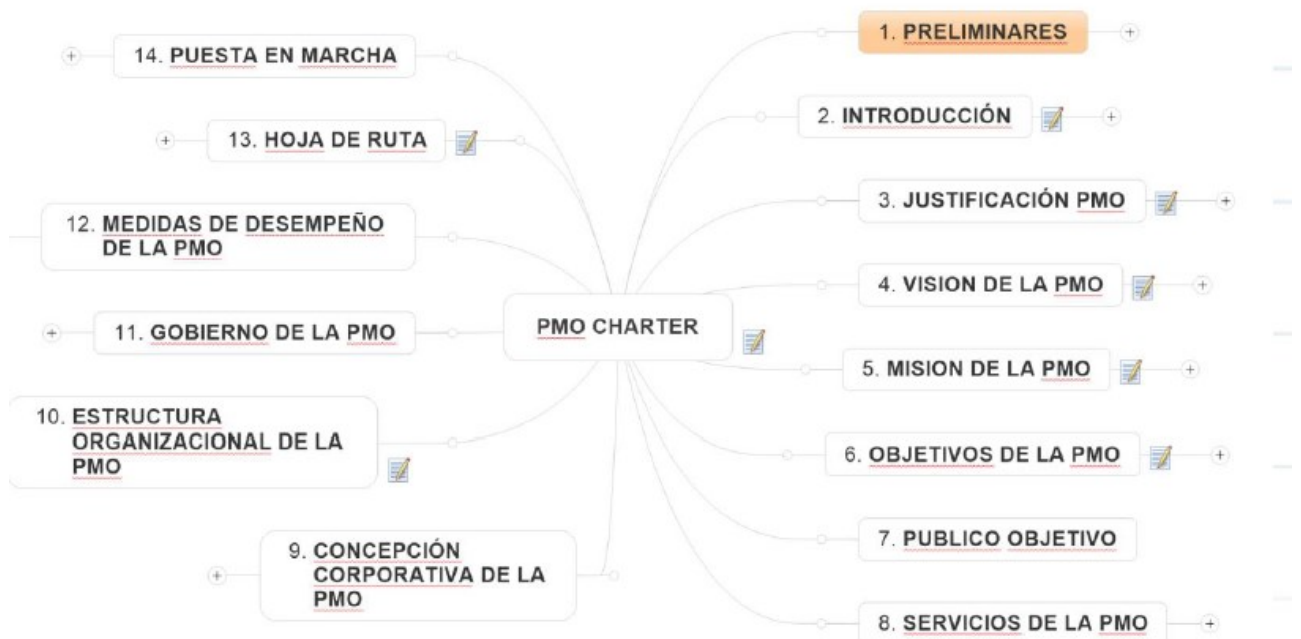 PMO CHARTER
1. PRELIMINARES
2. INTRODUCCIÓN
3. JUSTIFICACIÓN PMO
4. VISION DE LA PMO
5. MISION DE LA PMO
6. OBJETIVOS DE LA PMO
7. PUBLICO OBJETIVO
8. SERVICIOS DE LA PMO
9. CONCEPCIÓN
CORPORATIVA DE LA
PMO
10. ESTRUCTURA
ORGANIZACIONAL DE LA
PMO
11. GOBIERNO DE LA PMO
12. MEDIDAS DE DESEMPEÑO
DE LA PMO
13. HOJA DE RUTA
14. PUESTA EN MARCHA